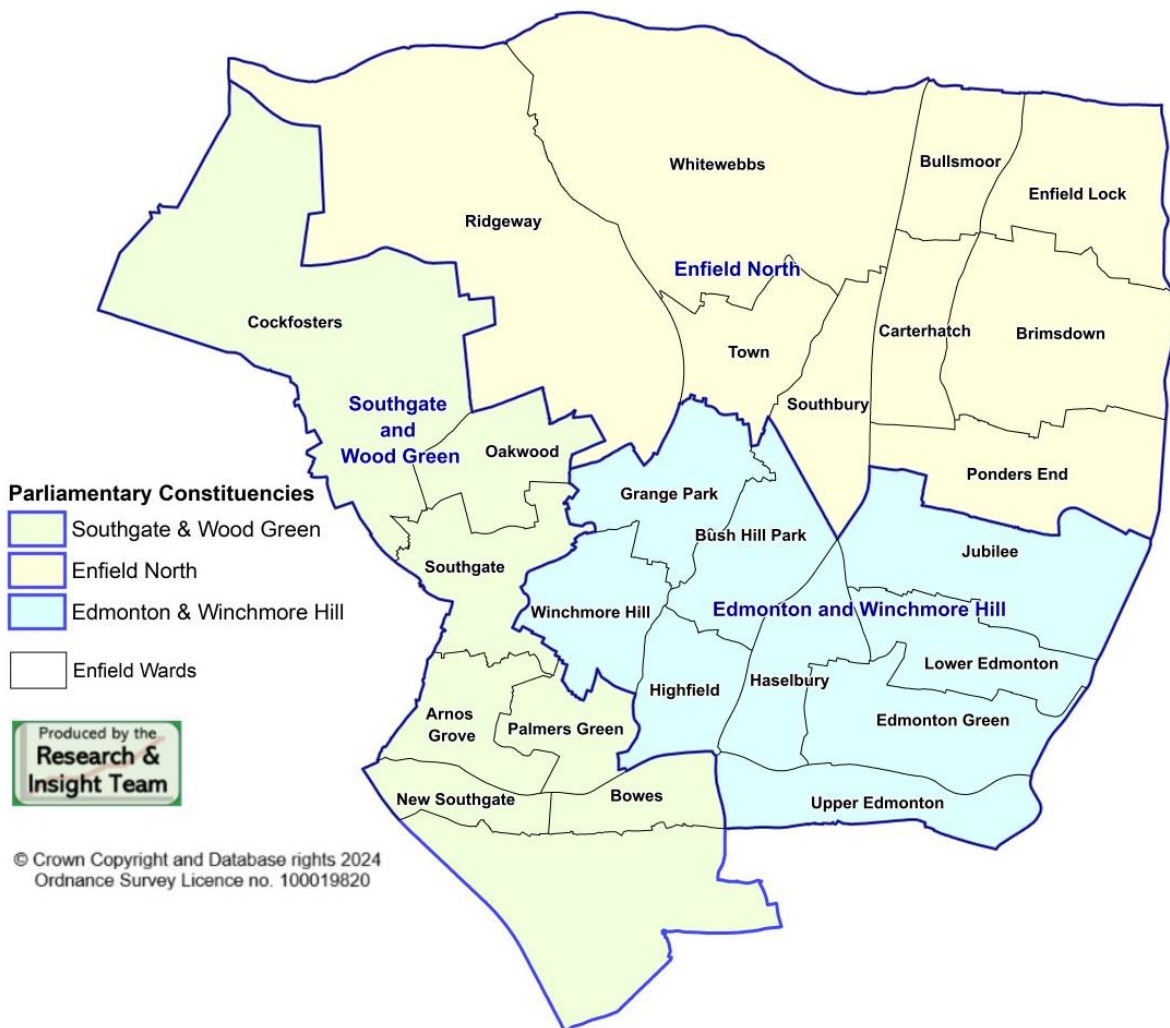 Whitewebbs
Bullsmoor
Enfield Lock
Ridgeway
Enfield North
Cockfosters
Town
Carterhatch
Brimsdown
Southgate
and
Wood Green
Southbury
Oakwood
Ponders End
Grange Park
Bush Hill Park
Jubilee
Southgate
Winchmore Hill
Edmonton and Winchmore Hill
Lower Edmonton
Highfield
Haselbury
Edmonton Green
Arnos
Grove
Palmers Green
New Southgate
Bowes
Upper Edmonton
Parliamentary Constituencies
Southgate & Wood Green
Enfield North
Edmonton & Winchmore Hill
Enfield Wards
Produced by the
Research &
Insight Team
© Crown Copyright and Database rights 2024
Ordnance Survey Licence no. 100019820